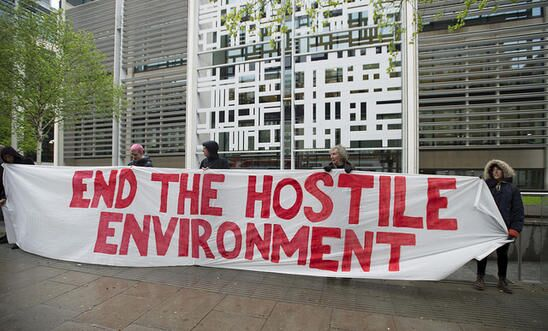 END THE HOSTILE
ENVIRONMENT